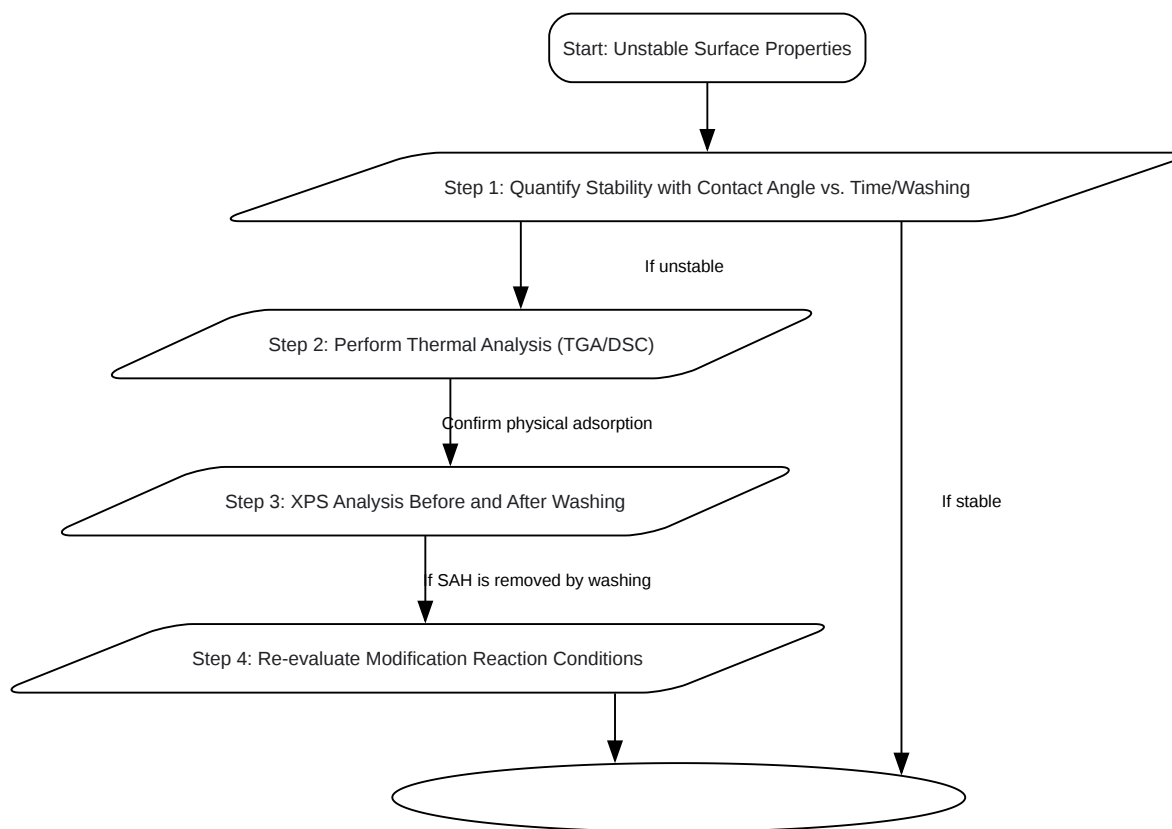 Start: Unstable Surface Properties
Step 1: Quantify Stability with Contact Angle vs. Time/Washing
If unstable
Step 2: Perform Thermal Analysis (TGA/DSC)
Confirm physical adsorption
Step 3: XPS Analysis Before and After Washing
If stable
If SAH is removed by washing
Step 4: Re-evaluate Modification Reaction Conditions